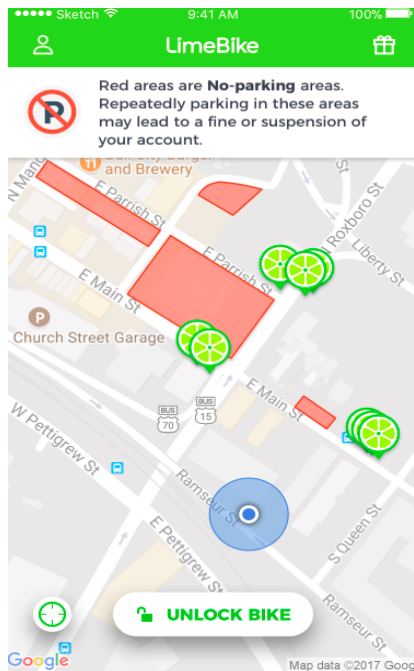 Sketch 9:41 AM 100%
LimeBike
Red areas are No-parking areas.
Repeatedly parking in these areas
may lead to a fine or suspension of
your account.
P
and Brewery
St
N Roxboro St
E Parrish St
E Parrish St
Liberty St
E Main St
P
Church Street Garage
E Main St
BUS
70
BUS
15
W Pettigrew St
Ramseur St
E Pettigrew St
S Queen St
Ramseur St
UNLOCK BIKE
Google
Map data ©2017 Goog